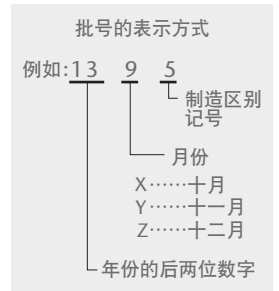 批号的表示方式
例如:13 9 5
制造区别
记号
月份
X……十月
Y……十一月
Z……十二月
年份的后两位数字